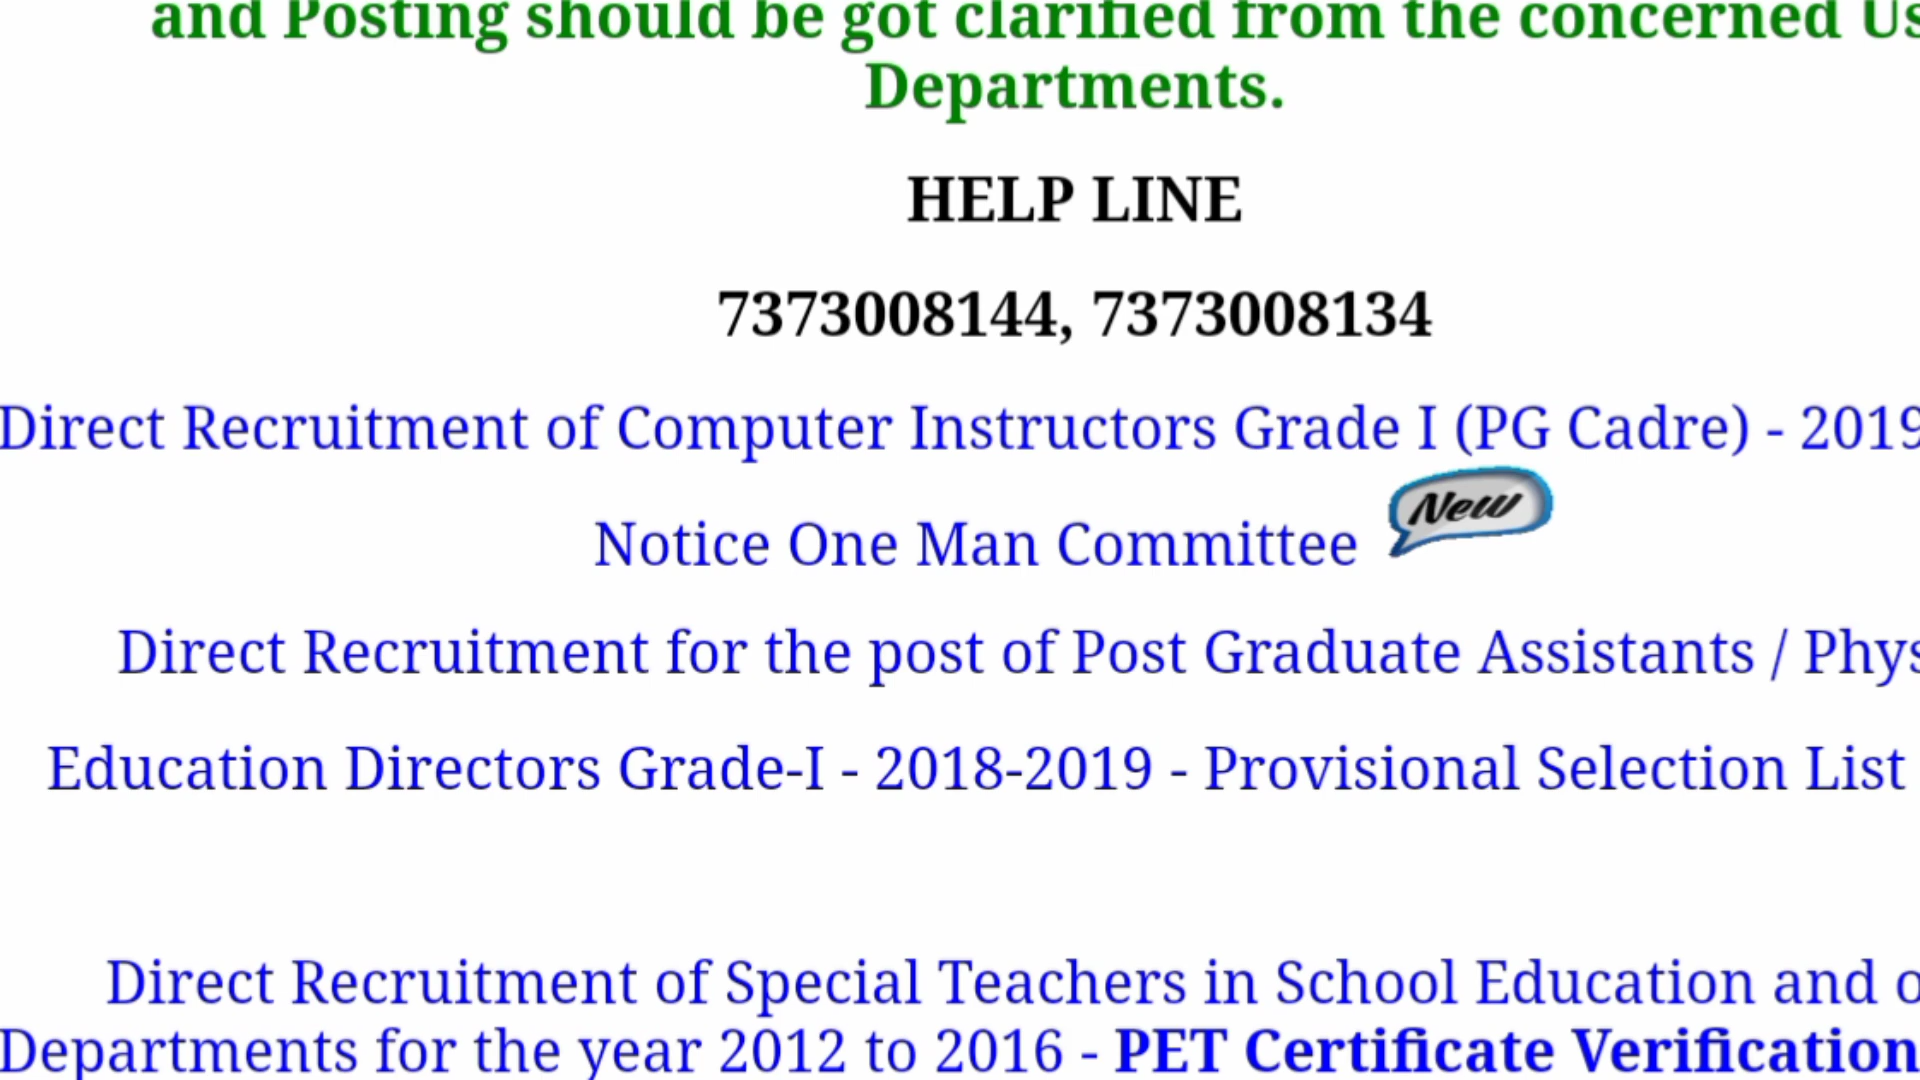 and Posting should be got clarified from the concerned
Departments.
HELP LINE
7373008144, 7373008134
Direct Recruitment of Computer Instructors Grade I (PG Cadre) - 2019
New
Notice One Man Committee
Direct Recruitment for the post of Post Graduate Assistants /
Education Directors Grade-I - 2018-2019 - Provisional Selection List
Direct Recruitment of Special Teachers in School Education and
Departments for the year 2012 to 2016 - PET Certificate Verification